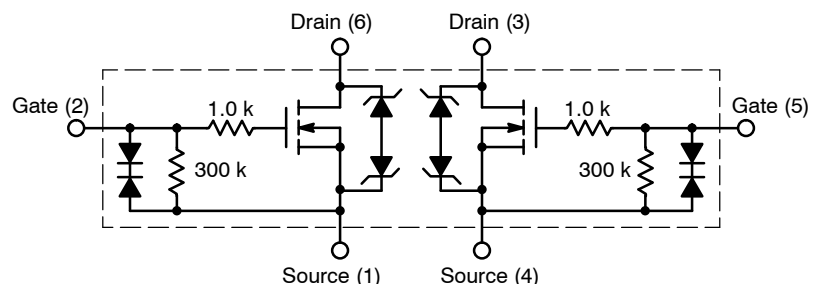 Drain (6)
Drain (3)
Gate (2)
1.0 k
1.0 k
Gate (5)
300 k
300 k
Source (1)
Source (4)